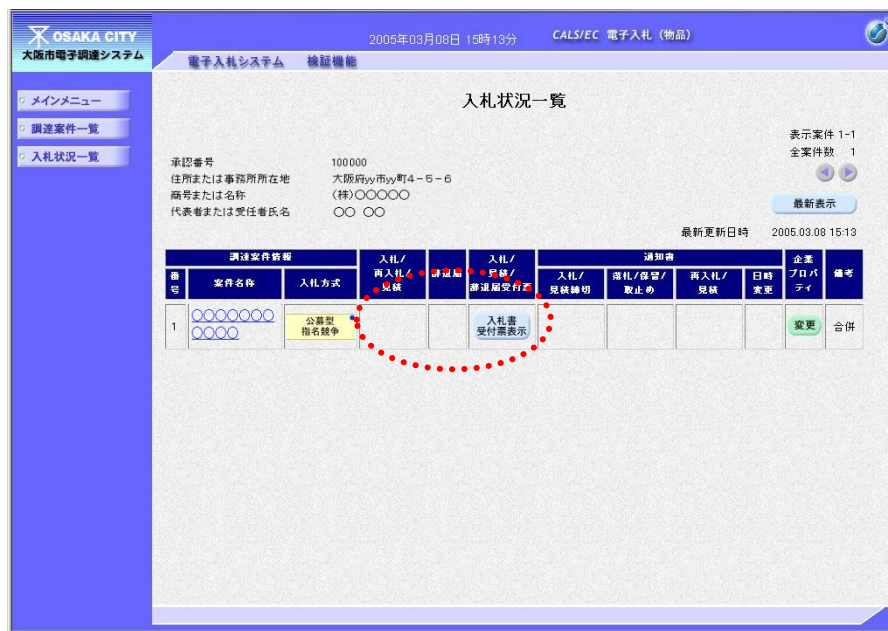 OSAKA CITY
大阪市電子調達システム
2005年03月08日 15時13分
CALS/EC 電子入札（物品）
電子入札システム 検証機能
メインメニュー
調達案件一覧
入札状況一覧
入札状況一覧
表示案件 1-1
全案件数 1
承認番号 100000
住所または事務所所在地 大阪府yy市yy町4－5－6
商号または名称 (株)〇〇〇〇〇
代表者または受任者氏名 〇〇 〇〇
最新表示
最新更新日時 2005.03.08 15:13
調達案件情報
番号
案件名称
入札方式
入札/
再入札/
見積
辞退届
入札/
見積/
辞退届受付票
通知書
入札/
見積締切
落札/保留/
取止め
再入札/
見積
日時
変更
企業
プロパ
ティ
備考
1
〇〇〇〇〇〇〇
〇〇〇〇
公募型
指名競争
入札書
受付票表示
変更
合併